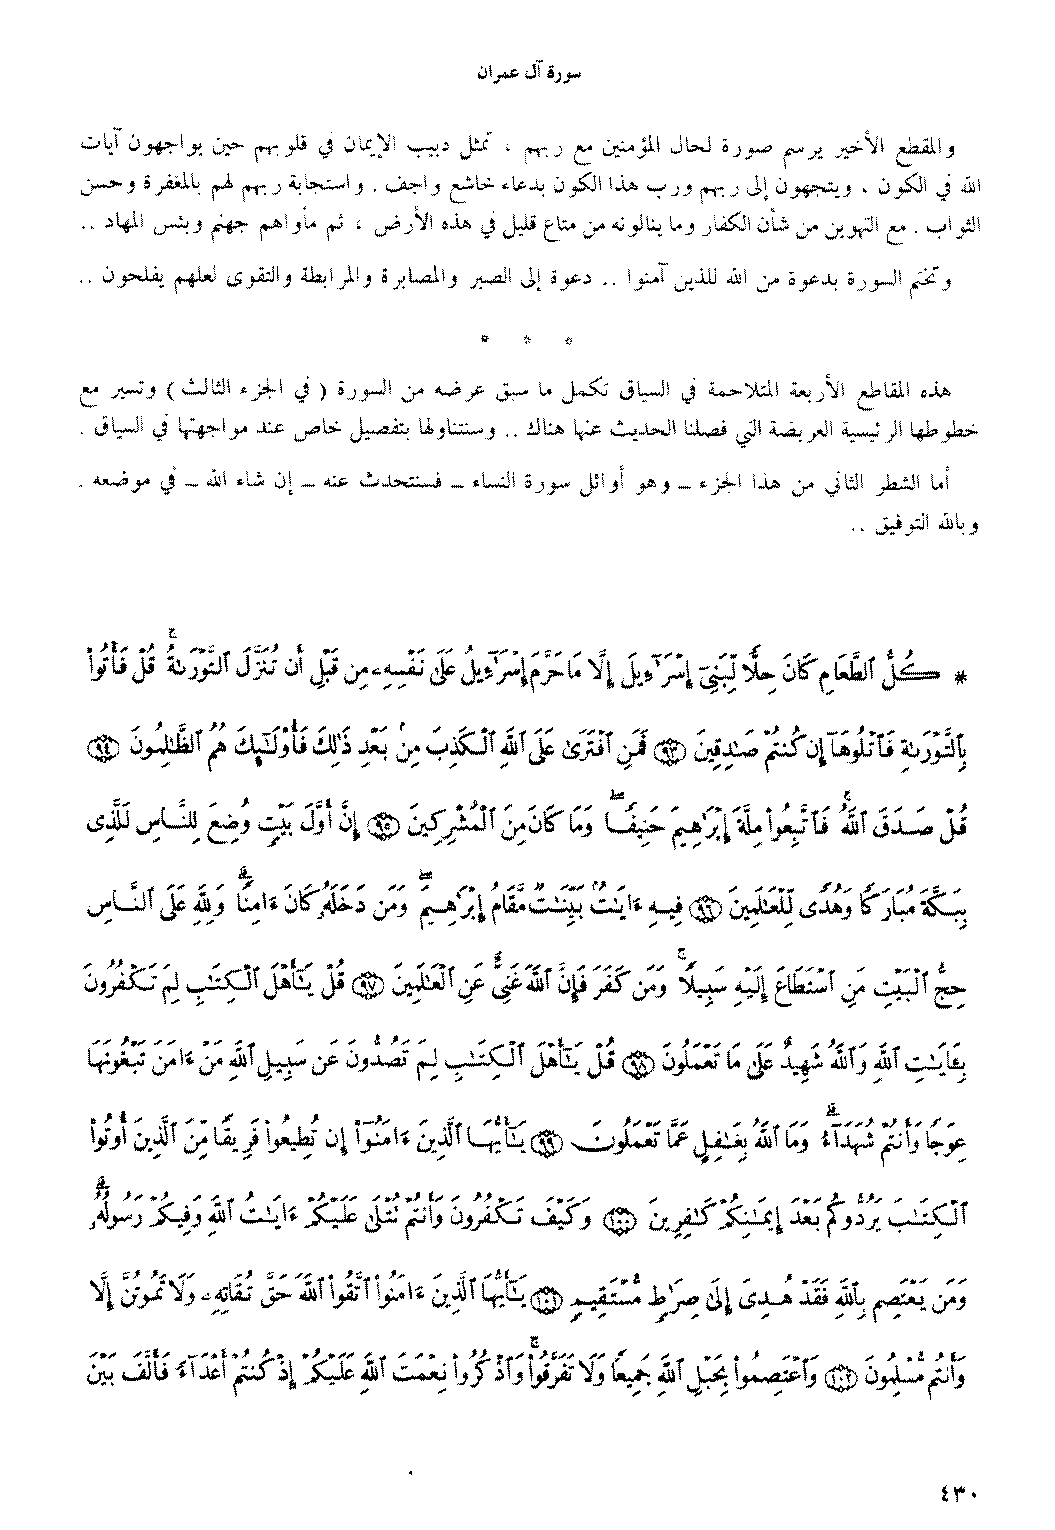 سورة آل عمران
والمقطع الأخير يرسم صورة لحال المؤمنين مع ربهم ، تمثل دبيب الإيمان في قلوبهم حين يواجهون آيات
الله في الكون ، ويتجهون إلى ربهم ورب هذا الكون بدعاء خاشع واجف . واستجابة ربهم لهم بالمغفرة وحسن
الثواب . مع التهوين من شأن الكفار وما ينالونه من متاع قليل في هذه الأرض ، ثم مأواهم جهنم وبئس المهاد ..
وتختم السورة بدعوة من الله للذين آمنوا .. دعوة إلى الصبر والمصابرة والمرابطة والتقوى لعلهم يفلحون ..
* * *
هذه المقاطع الأربعة المتلاحمة في السياق تكمل ما سبق عرضه من السورة ( في الجزء الثالث ) وتسير مع
خطوطها الرئيسية العريضة التي فصلنا الحديث عنها هناك .. وسنتناولها بتفصيل خاص عند مواجهتها في السياق .
أما الشطر الثاني من هذا الجزء – وهو أوائل سورة النساء – فسنتحدث عنه – إن شاء الله – في موضعه .
وبالله التوفيق ..
* كُلُّ ٱلطَّعَامِ كَانَ حِلًّا لِّبَنِىٓ إِسْرَٰٓءِيلَ إِلَّا مَا حَرَّمَ إِسْرَٰٓءِيلُ عَلَىٰ نَفْسِهِۦ مِن قَبْلِ أَن تُنَزَّلَ ٱلتَّوْرَىٰةُ ۚ قُلْ فَأْتُوا۟
بِٱلتَّوْرَىٰةِ فَٱتْلُوهَآ إِن كُنتُمْ صَٰدِقِينَ ﴿٩٣﴾ فَمَنِ ٱفْتَرَىٰ عَلَى ٱللَّهِ ٱلْكَذِبَ مِنۢ بَعْدِ ذَٰلِكَ فَأُو۟لَٰٓئِكَ هُمُ ٱلظَّٰلِمُونَ ﴿٩٤﴾
قُلْ صَدَقَ ٱللَّهُ ۚ فَٱتَّبِعُوا۟ مِلَّةَ إِبْرَٰهِيمَ حَنِيفًا ۖ وَمَا كَانَ مِنَ ٱلْمُشْرِكِينَ ﴿٩٥﴾ إِنَّ أَوَّلَ بَيْتٍ وُضِعَ لِلنَّاسِ لَلَّذِى
بِبَكَّةَ مُبَارَكًا وَهُدًى لِّلْعَٰلَمِينَ ﴿٩٦﴾ فِيهِ ءَايَٰتٌۢ بَيِّنَٰتٌ مَّقَامُ إِبْرَٰهِيمَ ۖ وَمَن دَخَلَهُۥ كَانَ ءَامِنًا ۗ وَلِلَّهِ عَلَى ٱلنَّاسِ
حِجُّ ٱلْبَيْتِ مَنِ ٱسْتَطَاعَ إِلَيْهِ سَبِيلًا ۚ وَمَن كَفَرَ فَإِنَّ ٱللَّهَ غَنِىٌّ عَنِ ٱلْعَٰلَمِينَ ﴿٩٧﴾ قُلْ يَٰٓأَهْلَ ٱلْكِتَٰبِ لِمَ تَكْفُرُونَ
بِـَٔايَٰتِ ٱللَّهِ وَٱللَّهُ شَهِيدٌ عَلَىٰ مَا تَعْمَلُونَ ﴿٩٨﴾ قُلْ يَٰٓأَهْلَ ٱلْكِتَٰبِ لِمَ تَصُدُّونَ عَن سَبِيلِ ٱللَّهِ مَنْ ءَامَنَ تَبْغُونَهَا
عِوَجًا وَأَنتُمْ شُهَدَآءُ ۗ وَمَا ٱللَّهُ بِغَٰفِلٍ عَمَّا تَعْمَلُونَ ﴿٩٩﴾ يَٰٓأَيُّهَا ٱلَّذِينَ ءَامَنُوٓا۟ إِن تُطِيعُوا۟ فَرِيقًا مِّنَ ٱلَّذِينَ أُوتُوا۟
ٱلْكِتَٰبَ يَرُدُّوكُم بَعْدَ إِيمَٰنِكُمْ كَٰفِرِينَ ﴿١٠٠﴾ وَكَيْفَ تَكْفُرُونَ وَأَنتُمْ تُتْلَىٰ عَلَيْكُمْ ءَايَٰتُ ٱللَّهِ وَفِيكُمْ رَسُولُهُۥ ۗ
وَمَن يَعْتَصِم بِٱللَّهِ فَقَدْ هُدِىَ إِلَىٰ صِرَٰطٍ مُّسْتَقِيمٍ ﴿١٠١﴾ يَٰٓأَيُّهَا ٱلَّذِينَ ءَامَنُوا۟ ٱتَّقُوا۟ ٱللَّهَ حَقَّ تُقَاتِهِۦ وَلَا تَمُوتُنَّ إِلَّا
وَأَنتُم مُّسْلِمُونَ ﴿١٠٢﴾ وَٱعْتَصِمُوا۟ بِحَبْلِ ٱللَّهِ جَمِيعًا وَلَا تَفَرَّقُوا۟ ۚ وَٱذْكُرُوا۟ نِعْمَتَ ٱللَّهِ عَلَيْكُمْ إِذْ كُنتُمْ أَعْدَآءً فَأَلَّفَ بَيْنَ
٤٣٠